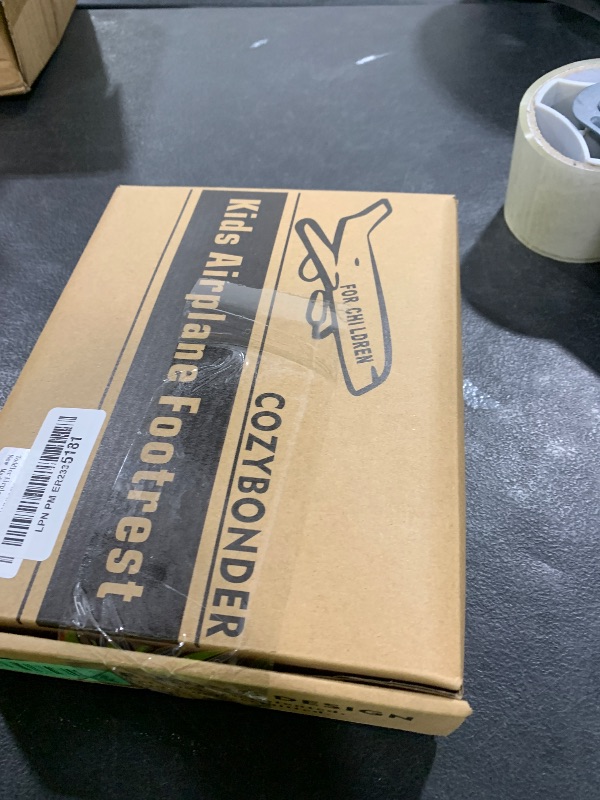 FOR CHILDREN
COZYBONDER
Kids Airplane Footrest
LPN PM ER2335181
DESIGN